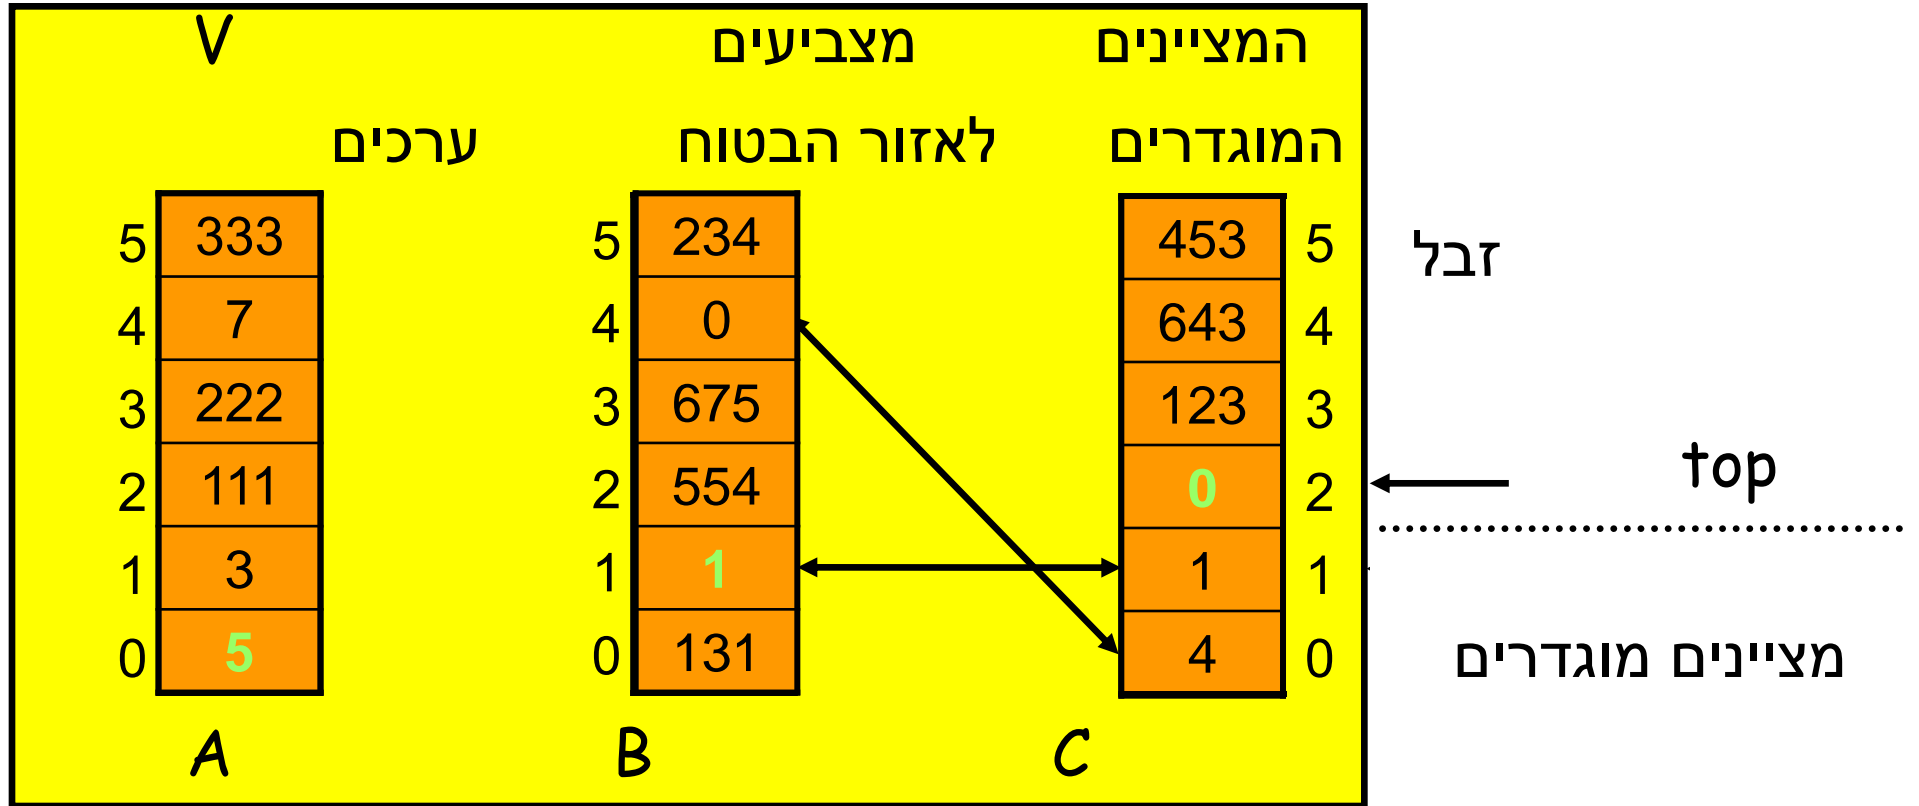 V מצביעים המציינים
ערכים לאזור הבטוח המוגדרים
5 333 5 234 453 5 זבל
4 7 4 0 643 4
3 222 3 675 123 3
2 111 2 554 0 2 top
1 3 1 1 1 1
0 5 0 131 4 0 מציינים מוגדרים
A B C